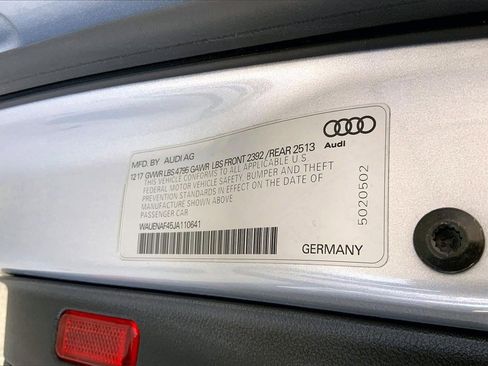 MFD. BY AUDI AG
12 17 GVWR LBS 4795 GAWR LBS FRONT 2392 / REAR 2513
THIS VEHICLE CONFORMS TO ALL APPLICABLE U.S
FEDERAL MOTOR VEHICLE SAFETY, BUMPER AND THEFT
PREVENTION STANDARDS IN EFFECT ON THE DATE OF
MANUFACTURE SHOWN ABOVE
PASSENGER CAR
WAUENAF45JA110641
Audi
5020502
GERMANY